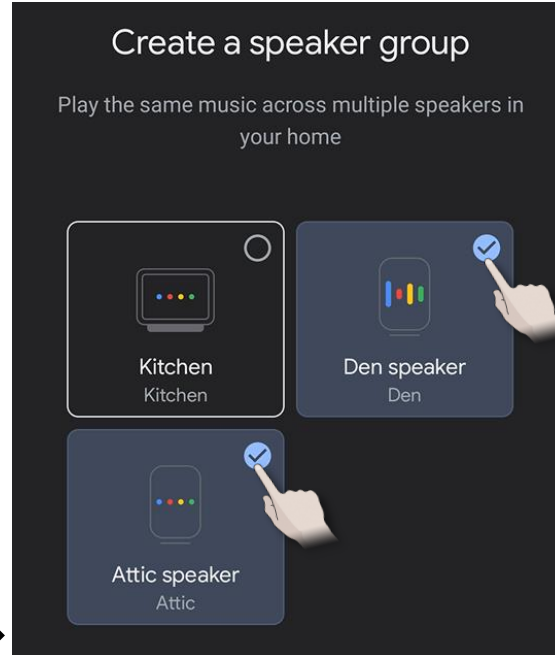 Create a speaker group
Play the same music across multiple speakers in
your home
Kitchen
Kitchen
Den speaker
Den
Attic speaker
Attic